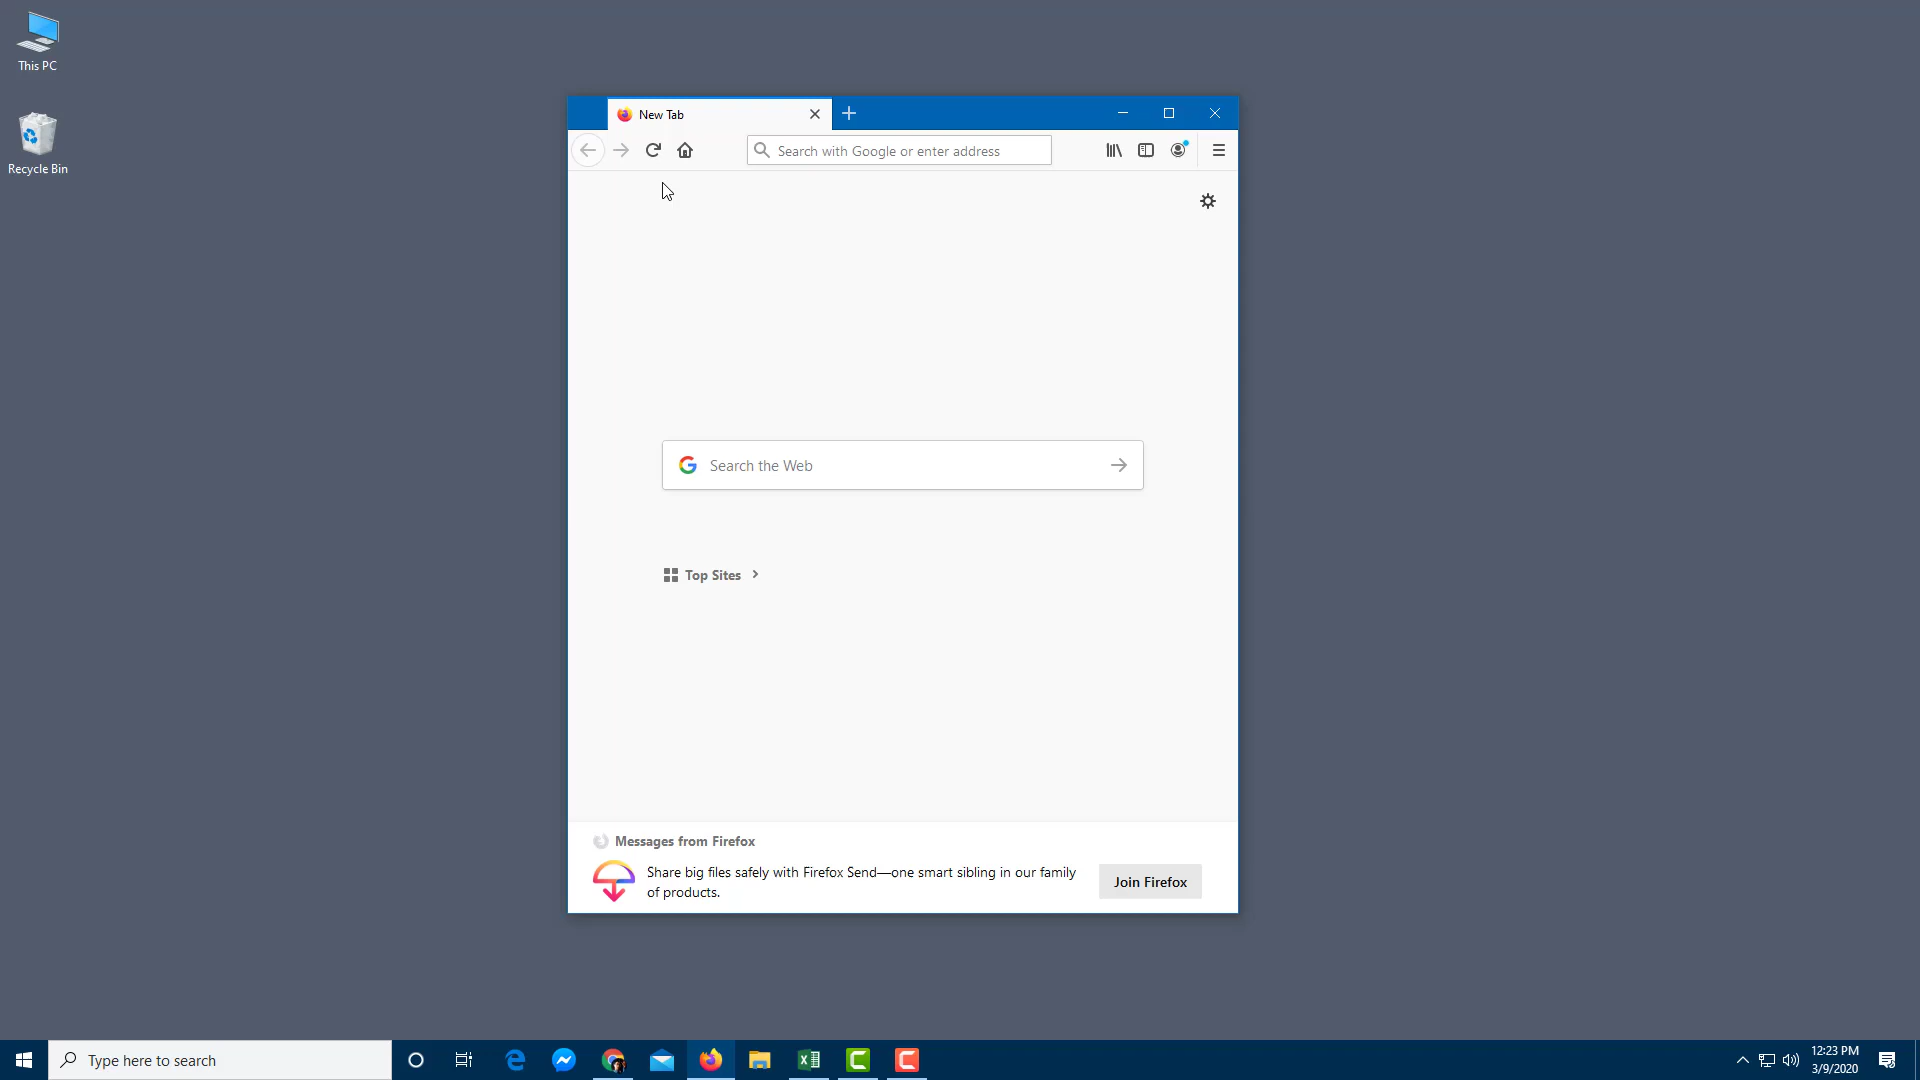 This PC
Recycle Bin
New Tab
Search with Google or enter address
Search the Web
Top Sites
Messages from Firefox
Share big files safely with Firefox Send—one smart sibling in our family
of products.
Join Firefox
Type here to search
12:23 PM
3/9/2020